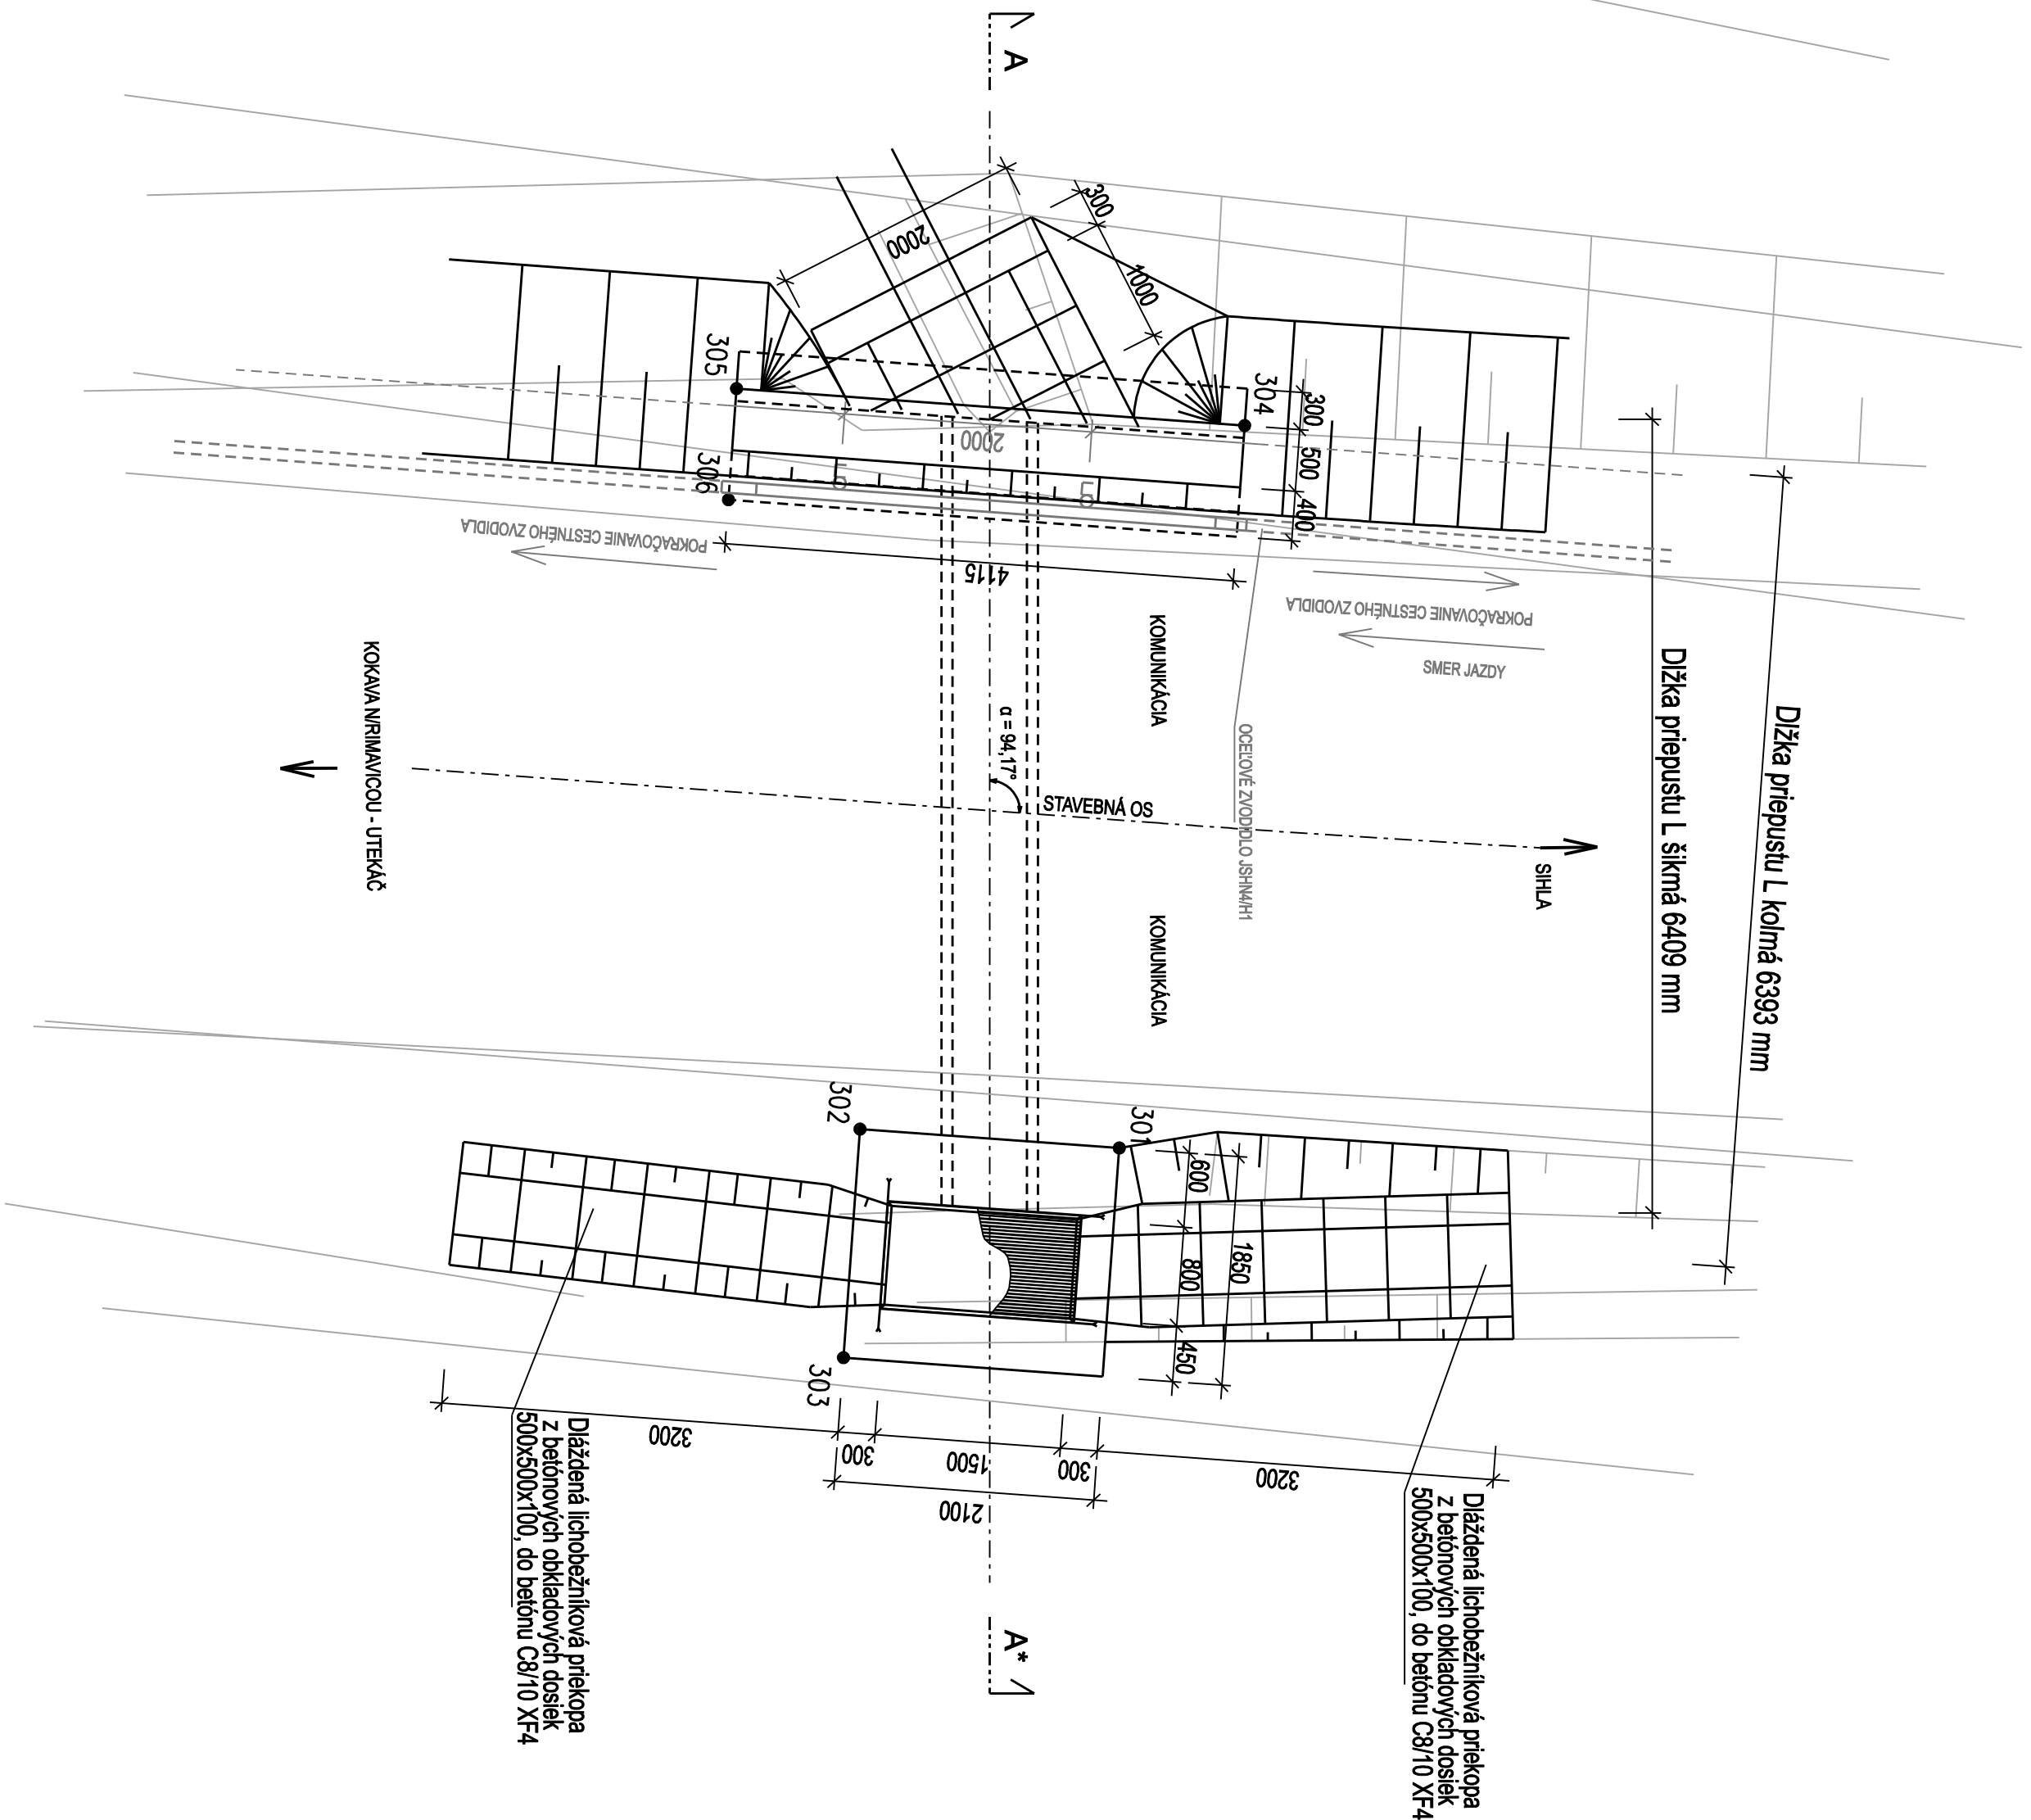 A
300
2000
1000
305
304
300
2000
500
306
400
POKRAČOVANIE CESTNÉHO ZVODIDLA
4115
POKRAČOVANIE CESTNÉHO ZVODIDLA
SMER JAZDY
KOMUNIKÁCIA
KOKAVA N/RIMAVICOU - UTEKÁČ
α = 94,17°
STAVEBNÁ OS
OCEĽOVÉ ZVODIDLO JSHN4/H1
Dĺžka priepustu L šikmá 6409 mm
Dĺžka priepustu L kolmá 6393 mm
SIHLA
KOMUNIKÁCIA
302
301
600
800
1850
450
303
3200
300
1500
300
3200
2100
Dláždená lichobežníková priekopa
z betónových obkladových dosiek
500x500x100, do betónu C8/10 XF4
Dláždená lichobežníková priekopa
z betónových obkladových dosiek
500x500x100, do betónu C8/10 XF4
A*